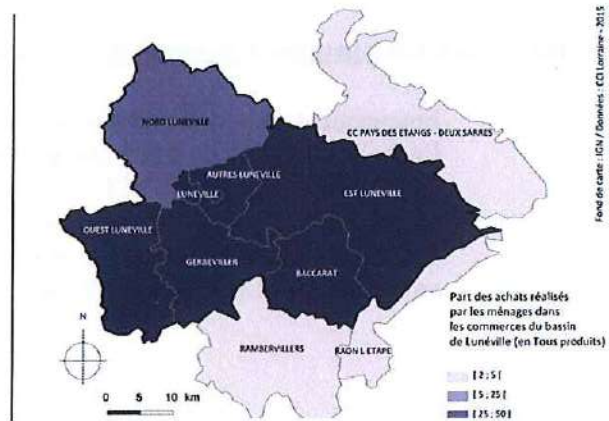 NORD LUNEVILLE
CC PAYS DES ETANGS - DEUX SARRES
AUTRES LUNEVILLE
LUNEVILLE
EST LUNEVILLE
OUEST LUNEVILLE
GERBEVILLER
BACCARAT
RAMBERVILLERS
RAON L ETAPE
N
0 5 10 km
Part des achats réalisés
par les ménages dans
les commerces du bassin
de Lunéville (en Tous produits)
[ 2 ; 5 [
[ 5 ; 25 [
[ 25 ; 50 ]
Fond de carte : IGN / Données : CCI Lorraine - 2015